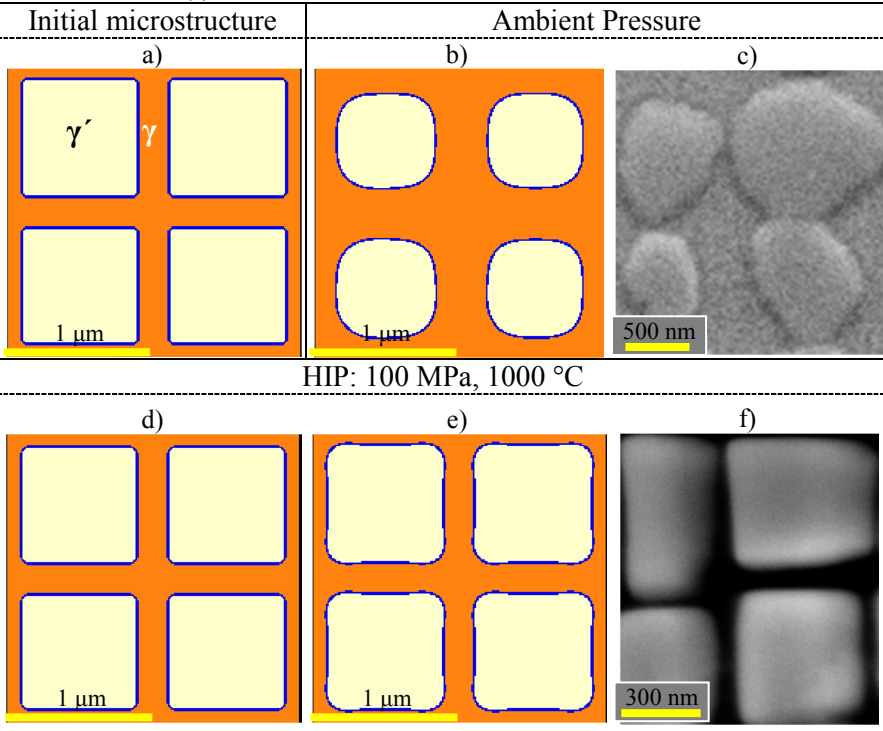 Initial microstructure
Ambient Pressure
a)
b)
c)
γ´
γ
1 μm
1 μm
500 nm
HIP: 100 MPa, 1000 °C
d)
e)
f)
1 μm
1 μm
300 nm